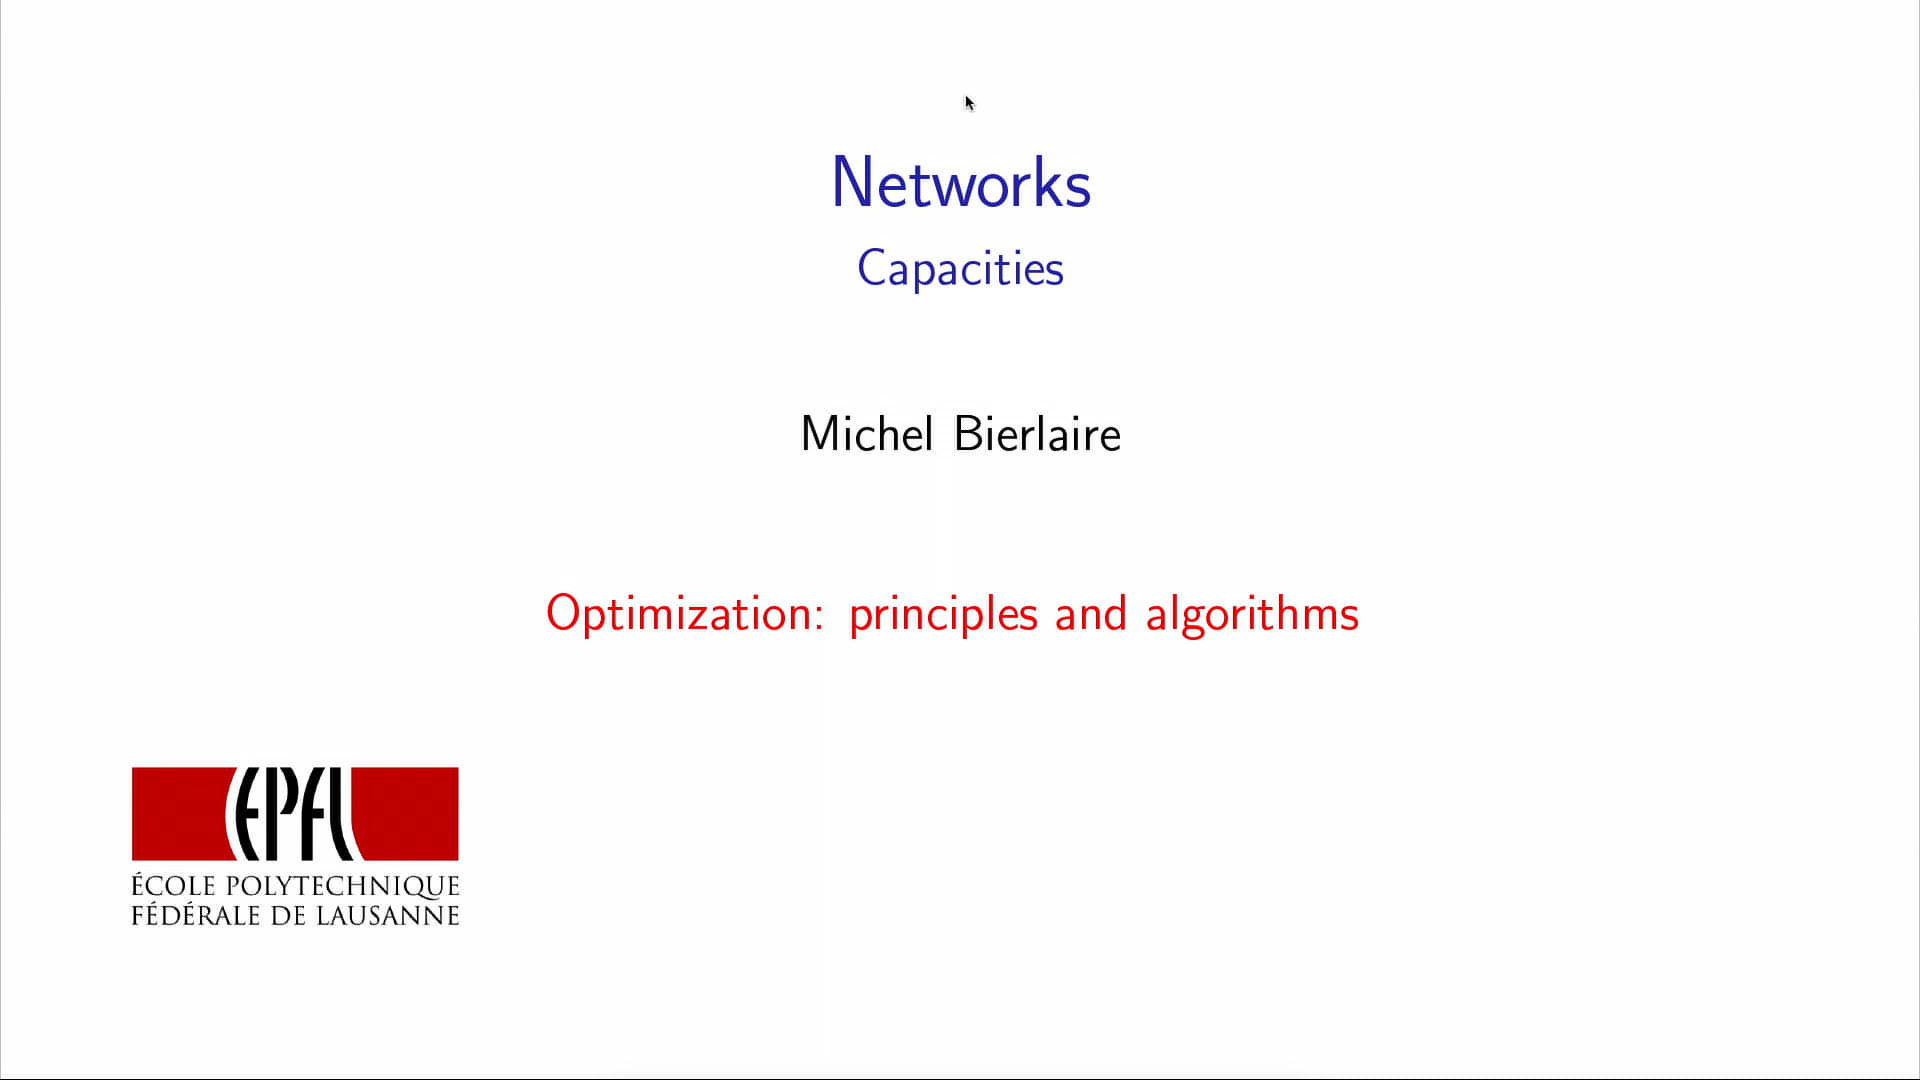 Networks
Capacities
Michel Bierlaire
Optimization: principles and algorithms
EPFL
ÉCOLE POLYTECHNIQUE
FÉDÉRALE DE LAUSANNE